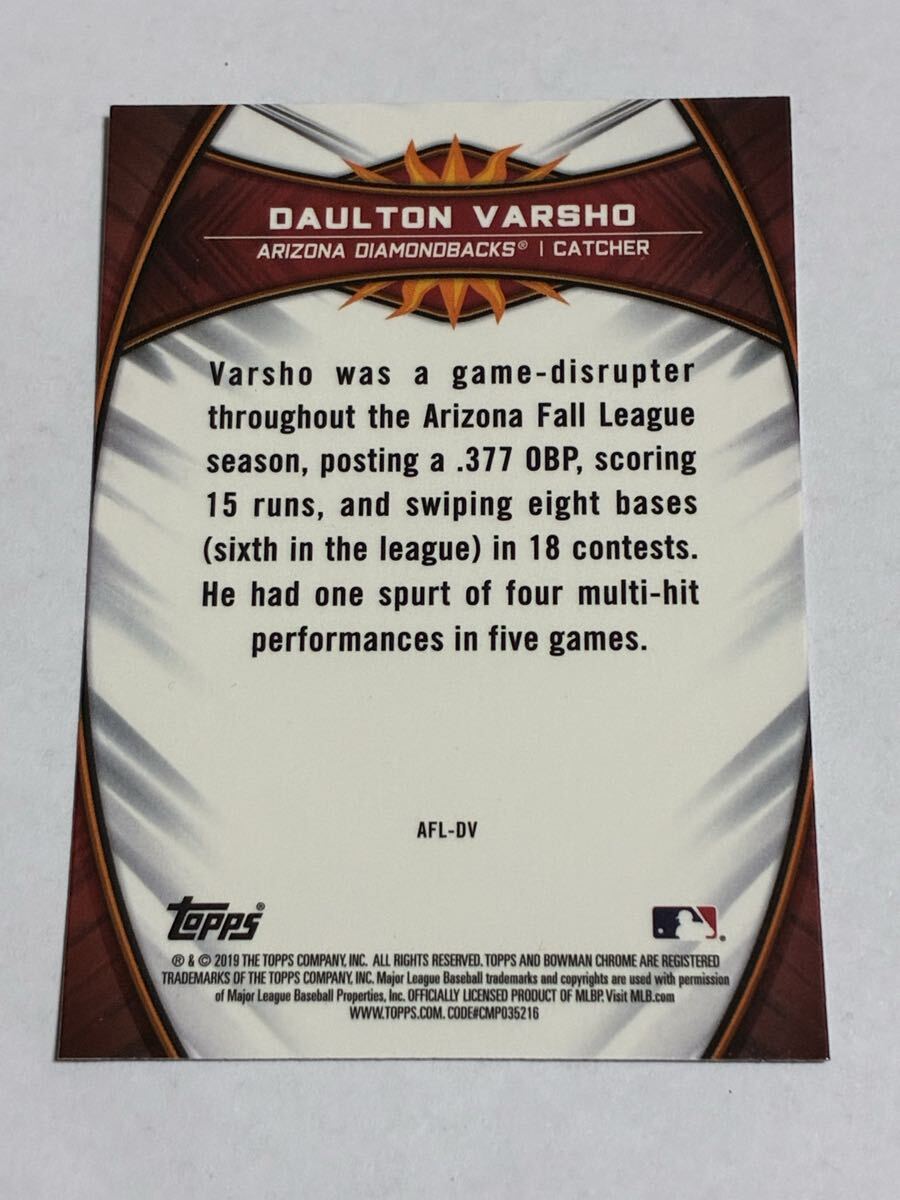 DAULTON VARSHO
ARIZONA DIAMONDBACKS® | CATCHER
Varsho was a game-disrupter
throughout the Arizona Fall League
season, posting a .377 OBP, scoring
15 runs, and swiping eight bases
(sixth in the league) in 18 contests.
He had one spurt of four multi-hit
performances in five games.
AFL-DV
TOPPS®
® & © 2019 THE TOPPS COMPANY, INC. ALL RIGHTS RESERVED. TOPPS AND BOWMAN CHROME ARE REGISTERED
TRADEMARKS OF THE TOPPS COMPANY, INC. Major League Baseball trademarks and copyrights are used with permission
of Major League Baseball Properties, Inc. OFFICIALLY LICENSED PRODUCT OF MLBP. Visit MLB.com
WWW.TOPPS.COM. CODE#CMP035216